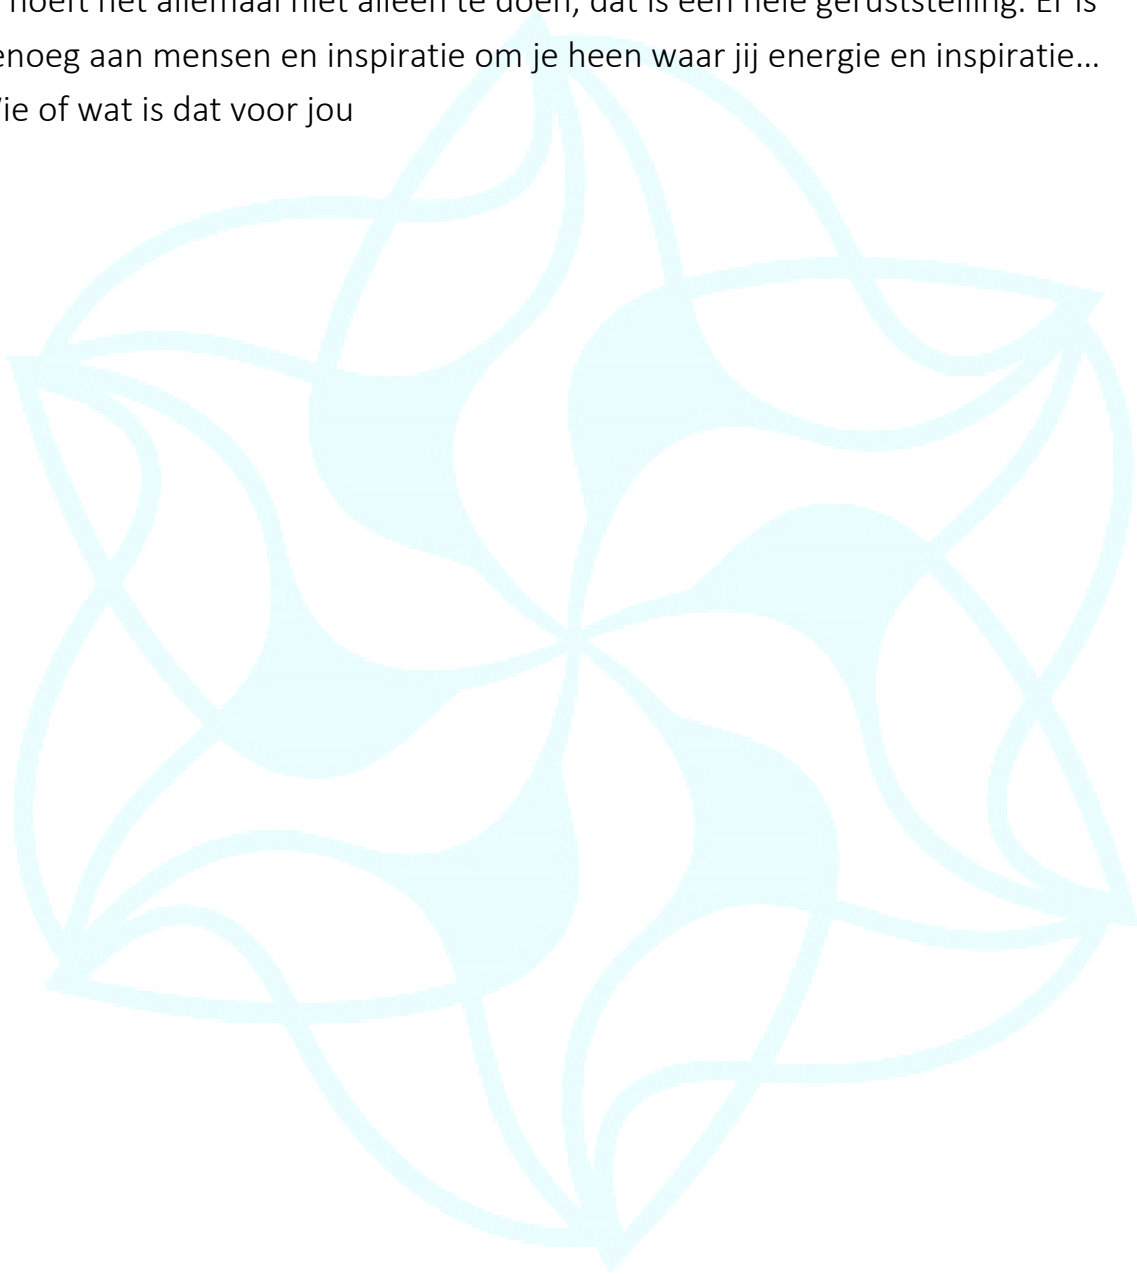 hoeft het allemaal niet alleen te doen, dat is een hele geruststelling. Er is
enoeg aan mensen en inspiratie om je heen waar jij energie en inspiratie…
ie of wat is dat voor jou